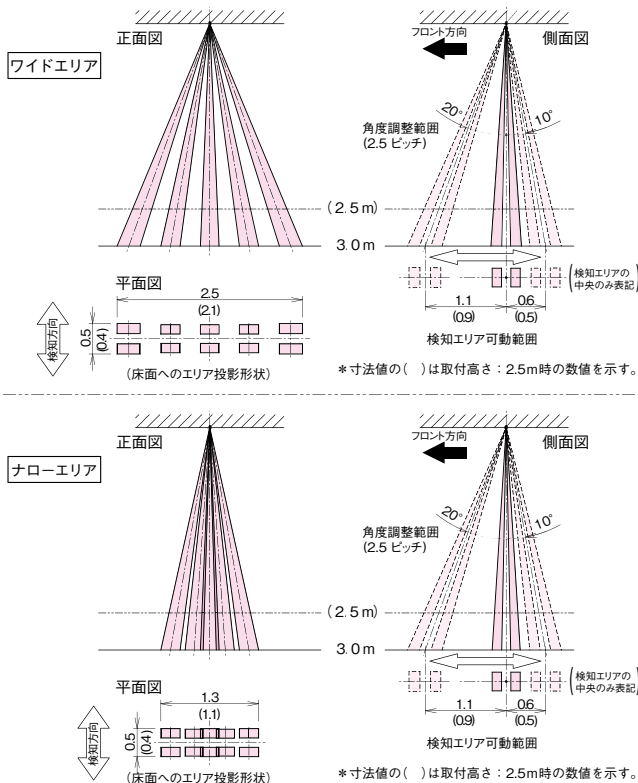 ワイドエリア
正面図
フロント方向
側面図
20°
10°
角度調整範囲
(2.5 ピッチ)
(2.5m)
3.0m
平面図
2.5
(2.1)
検知方向
0.5
(0.4)
(床面へのエリア投影形状)
(検知エリアの
中央のみ表記)
1.1
(0.9)
0.6
(0.5)
検知エリア可動範囲
*寸法値の( )は取付高さ:2.5m時の数値を示す。
ナローエリア
正面図
フロント方向
側面図
20°
10°
角度調整範囲
(2.5 ピッチ)
(2.5m)
3.0m
平面図
1.3
(1.1)
検知方向
0.5
(0.4)
(床面へのエリア投影形状)
(検知エリアの
中央のみ表記)
1.1
(0.9)
0.6
(0.5)
検知エリア可動範囲
*寸法値の( )は取付高さ:2.5m時の数値を示す。